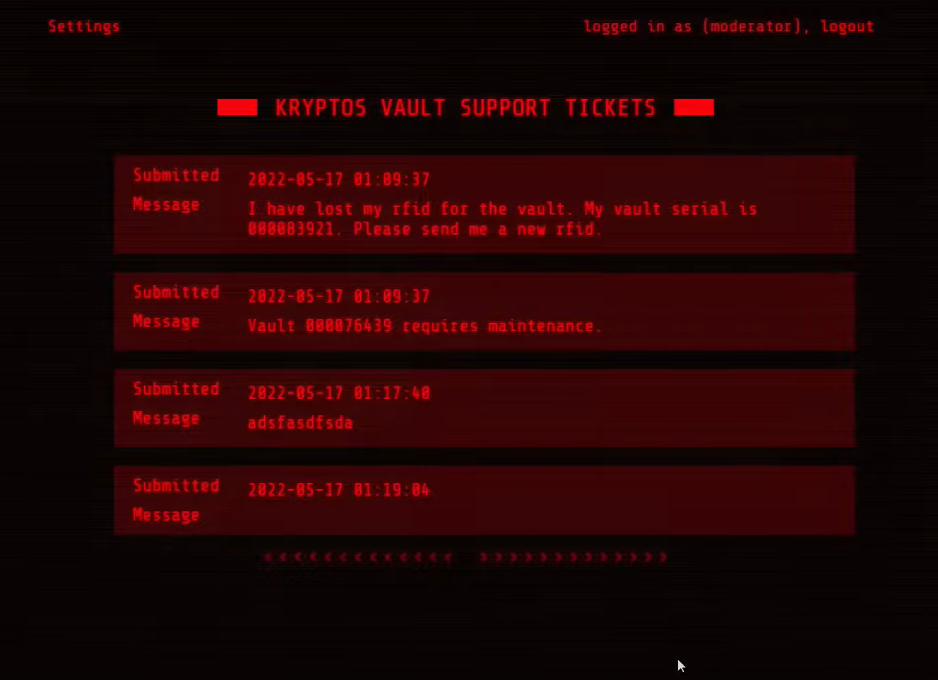 Settings
logged in as (moderator), logout
KRYPTOS VAULT SUPPORT TICKETS
Submitted 2022-05-17 01:09:37
Message I have lost my rfid for the vault. My vault serial is
000083921. Please send me a new rfid.
Submitted 2022-05-17 01:09:37
Message Vault 000076439 requires maintenance.
Submitted 2022-05-17 01:17:40
Message adsfasdfsda
Submitted 2022-05-17 01:19:04
Message
<<<<<<<<<<<<< >>>>>>>>>>>>>